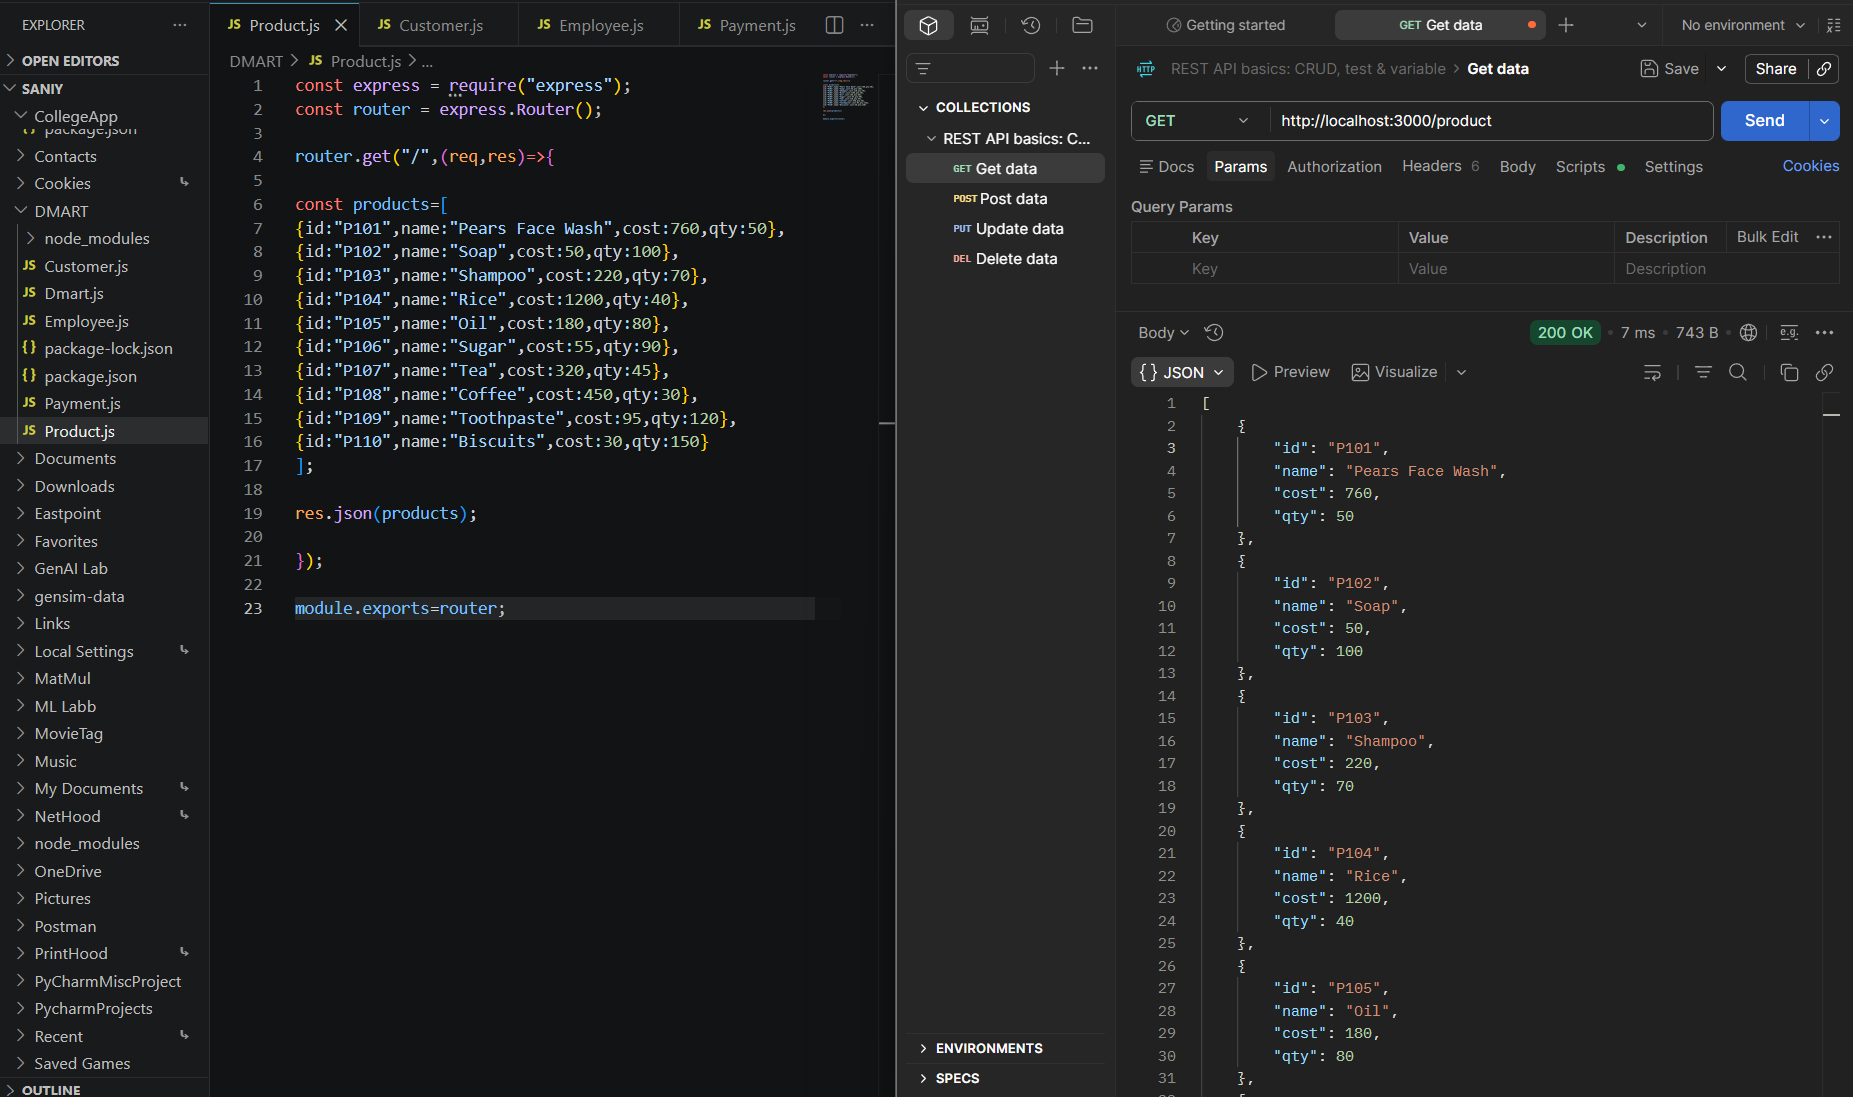 EXPLORER
OPEN EDITORS
SANIY
CollegeApp
package.json
Contacts
Cookies
DMART
node_modules
Customer.js
Dmart.js
Employee.js
package-lock.json
package.json
Payment.js
Product.js
Documents
Downloads
Eastpoint
Favorites
GenAI Lab
gensim-data
Links
Local Settings
MatMul
ML Labb
MovieTag
Music
My Documents
NetHood
node_modules
OneDrive
Pictures
Postman
PrintHood
PyCharmMiscProject
PycharmProjects
Recent
Saved Games
OUTLINE
JS Product.js JS Customer.js JS Employee.js JS Payment.js
DMART > JS Product.js > ...
1 const express = require("express");
2 const router = express.Router();
3
4 router.get("/",(req,res)=>{
5
6 const products=[
7 {id:"P101",name:"Pears Face Wash",cost:760,qty:50},
8 {id:"P102",name:"Soap",cost:50,qty:100},
9 {id:"P103",name:"Shampoo",cost:220,qty:70},
10 {id:"P104",name:"Rice",cost:1200,qty:40},
11 {id:"P105",name:"Oil",cost:180,qty:80},
12 {id:"P106",name:"Sugar",cost:55,qty:90},
13 {id:"P107",name:"Tea",cost:320,qty:45},
14 {id:"P108",name:"Coffee",cost:450,qty:30},
15 {id:"P109",name:"Toothpaste",cost:95,qty:120},
16 {id:"P110",name:"Biscuits",cost:30,qty:150}
17 ];
18
19 res.json(products);
20
21 });
22
23 module.exports=router;
COLLECTIONS
REST API basics: C...
GET Get data
POST Post data
PUT Update data
DEL Delete data
ENVIRONMENTS
SPECS
Getting started GET Get data No environment
HTTP REST API basics: CRUD, test & variable > Get data Save Share
GET http://localhost:3000/product Send
Docs Params Authorization Headers 6 Body Scripts Settings Cookies
Query Params
Key Value Description Bulk Edit
Key Value Description
Body 200 OK 7 ms 743 B e.g.
{} JSON Preview Visualize
1 [
2 {
3 "id": "P101",
4 "name": "Pears Face Wash",
5 "cost": 760,
6 "qty": 50
7 },
8 {
9 "id": "P102",
10 "name": "Soap",
11 "cost": 50,
12 "qty": 100
13 },
14 {
15 "id": "P103",
16 "name": "Shampoo",
17 "cost": 220,
18 "qty": 70
19 },
20 {
21 "id": "P104",
22 "name": "Rice",
23 "cost": 1200,
24 "qty": 40
25 },
26 {
27 "id": "P105",
28 "name": "Oil",
29 "cost": 180,
30 "qty": 80
31 },